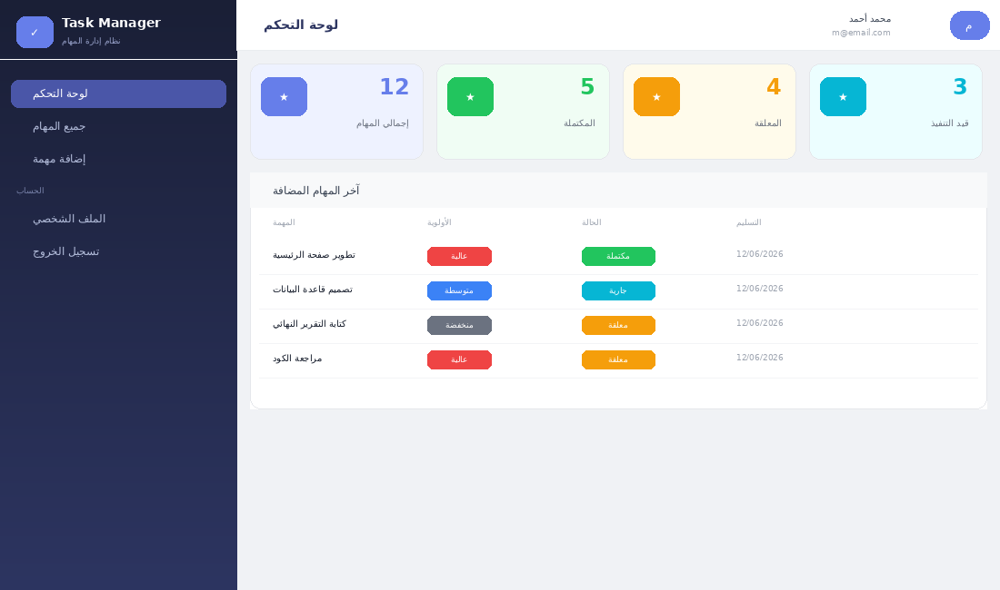 Task Manager
نظام إدارة المهام
✓
لوحة التحكم
جميع المهام
إضافة مهمة
الحساب
الملف الشخصي
تسجيل الخروج
لوحة التحكم
محمد أحمد
m@email.com
م
12
إجمالي المهام
5
المكتملة
4
المعلقة
3
قيد التنفيذ
آخر المهام المضافة
المهمة الأولوية الحالة التسليم
تطوير صفحة الرئيسية عالية مكتملة 12/06/2026
تصميم قاعدة البيانات متوسطة جارية 12/06/2026
كتابة التقرير النهائي منخفضة معلقة 12/06/2026
مراجعة الكود عالية معلقة 12/06/2026